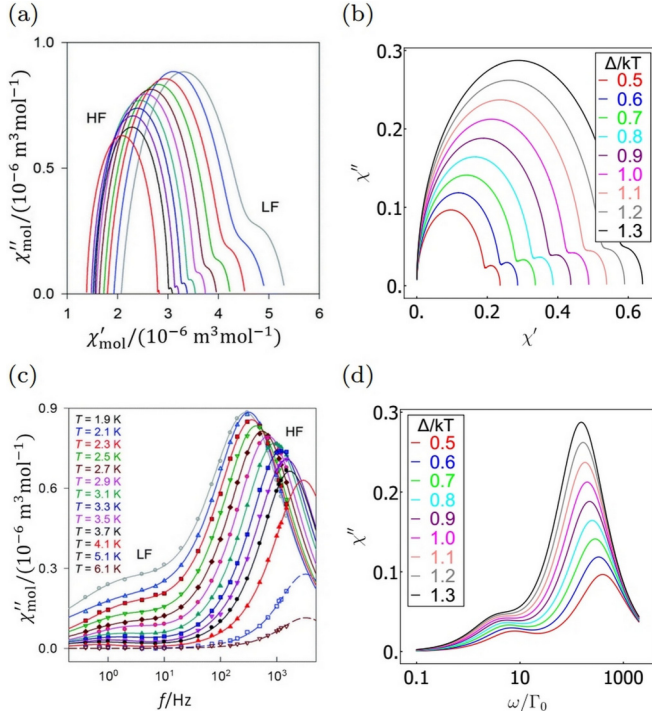 (a)
1.0
0.5
0.0
HF
LF
1 2 3 4 5 6
χ″mol/(10⁻⁶ m³mol⁻¹)
χ′mol/(10⁻⁶ m³mol⁻¹)
(b)
0.3
0.2
0.1
0.
0. 0.2 0.4 0.6
χ″
χ′
Δ/kT
0.5
0.6
0.7
0.8
0.9
1.0
1.1
1.2
1.3
(c)
0.9
0.6
0.3
0.0
T = 1.9 K
T = 2.1 K
T = 2.3 K
T = 2.5 K
T = 2.7 K
T = 2.9 K
T = 3.1 K
T = 3.3 K
T = 3.5 K
T = 3.7 K
T = 4.1 K
T = 5.1 K
T = 6.1 K
LF
HF
10⁰ 10¹ 10² 10³
χ″mol/(10⁻⁶ m³mol⁻¹)
f/Hz
(d)
0.3
0.2
0.1
0.
0.1 10 1000
χ″
ω/Γ₀
Δ/kT
0.5
0.6
0.7
0.8
0.9
1.0
1.1
1.2
1.3